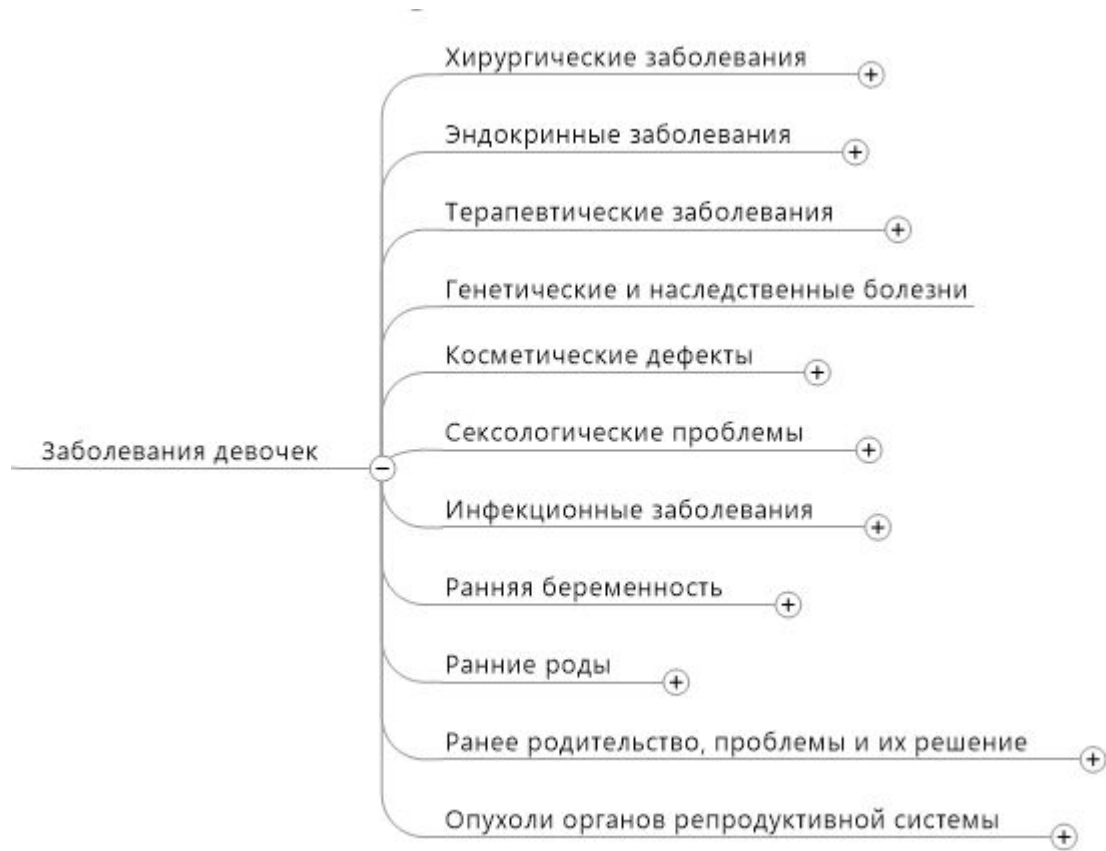 Хирургические заболевания
Эндокринные заболевания
Терапевтические заболевания
Генетические и наследственные болезни
Косметические дефекты
Сексологические проблемы
Заболевания девочек
Инфекционные заболевания
Ранняя беременность
Ранние роды
Ранее родительство, проблемы и их решение
Опухоли органов репродуктивной системы